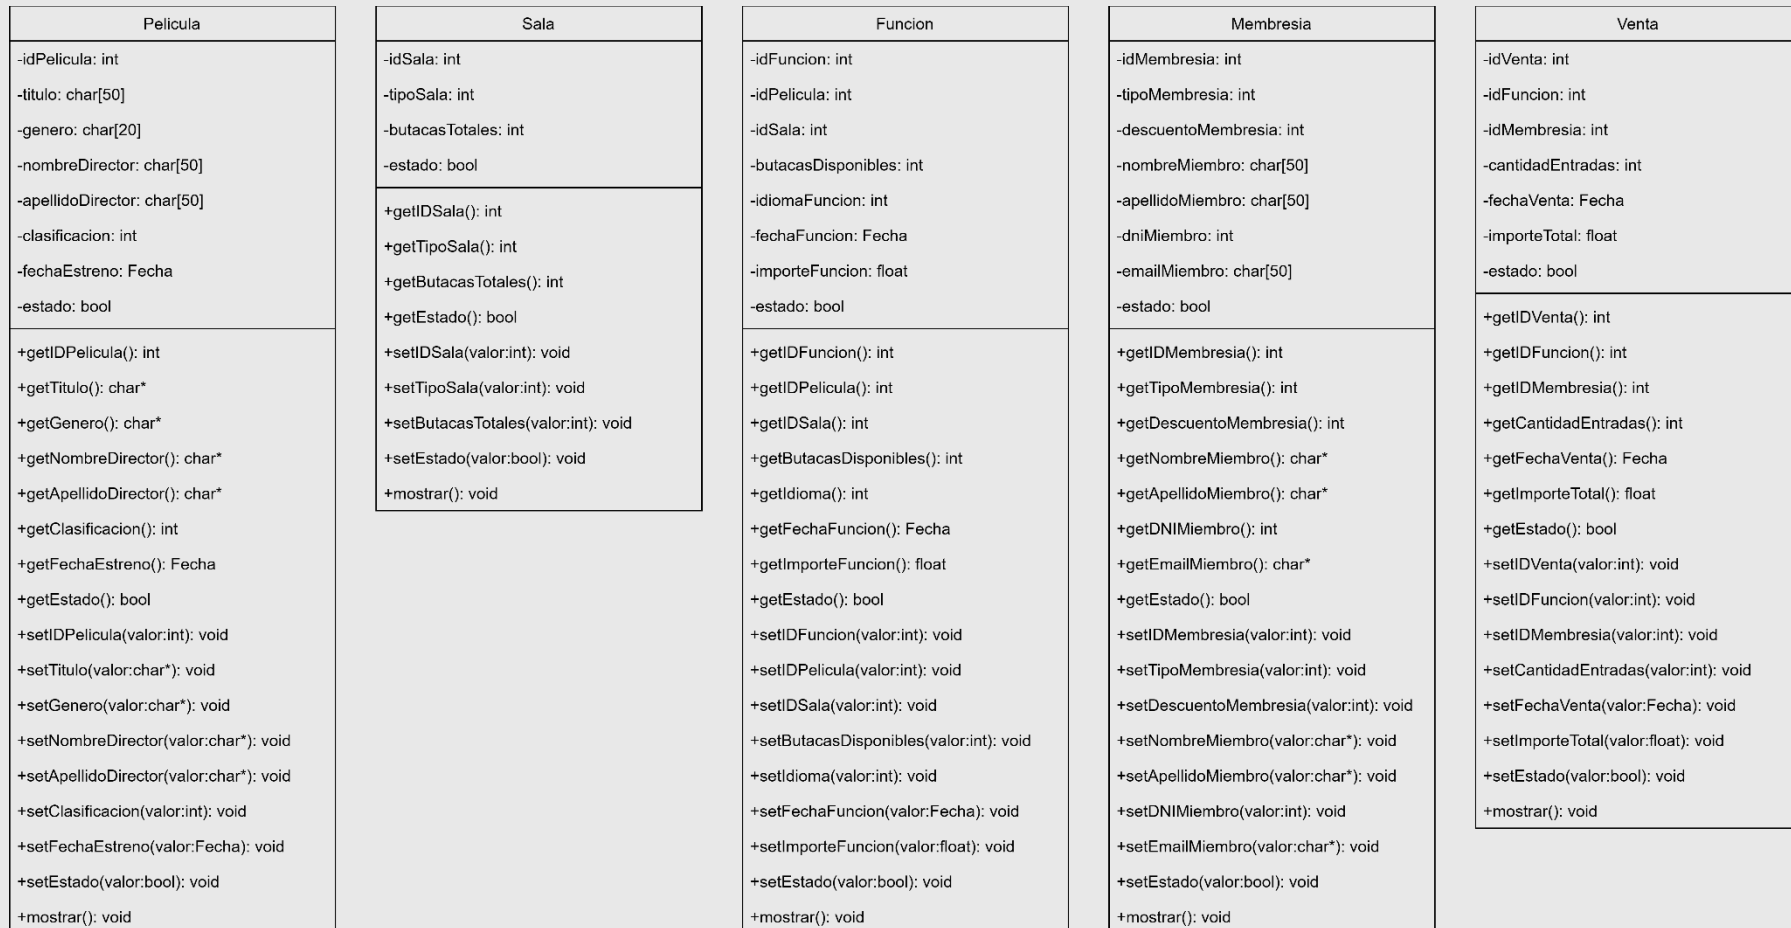 Pelicula
-idPelicula: int
-titulo: char[50]
-genero: char[20]
-nombreDirector: char[50]
-apellidoDirector: char[50]
-clasificacion: int
-fechaEstreno: Fecha
-estado: bool
+getIDPelicula(): int
+getTitulo(): char*
+getGenero(): char*
+getNombreDirector(): char*
+getApellidoDirector(): char*
+getClasificacion(): int
+getFechaEstreno(): Fecha
+getEstado(): bool
+setIDPelicula(valor:int): void
+setTitulo(valor:char*): void
+setGenero(valor:char*): void
+setNombreDirector(valor:char*): void
+setApellidoDirector(valor:char*): void
+setClasificacion(valor:int): void
+setFechaEstreno(valor:Fecha): void
+setEstado(valor:bool): void
+mostrar(): void
Sala
-idSala: int
-tipoSala: int
-butacasTotales: int
-estado: bool
+getIDSala(): int
+getTipoSala(): int
+getButacasTotales(): int
+getEstado(): bool
+setIDSala(valor:int): void
+setTipoSala(valor:int): void
+setButacasTotales(valor:int): void
+setEstado(valor:bool): void
+mostrar(): void
Funcion
-idFuncion: int
-idPelicula: int
-idSala: int
-butacasDisponibles: int
-idiomaFuncion: int
-fechaFuncion: Fecha
-importeFuncion: float
-estado: bool
+getIDFuncion(): int
+getIDPelicula(): int
+getIDSala(): int
+getButacasDisponibles(): int
+getIdioma(): int
+getFechaFuncion(): Fecha
+getImporteFuncion(): float
+getEstado(): bool
+setIDFuncion(valor:int): void
+setIDPelicula(valor:int): void
+setIDSala(valor:int): void
+setButacasDisponibles(valor:int): void
+setIdioma(valor:int): void
+setFechaFuncion(valor:Fecha): void
+setImporteFuncion(valor:float): void
+setEstado(valor:bool): void
+mostrar(): void
Membresia
-idMembresia: int
-tipoMembresia: int
-descuentoMembresia: int
-nombreMiembro: char[50]
-apellidoMiembro: char[50]
-dniMiembro: int
-emailMiembro: char[50]
-estado: bool
+getIDMembresia(): int
+getTipoMembresia(): int
+getDescuentoMembresia(): int
+getNombreMiembro(): char*
+getApellidoMiembro(): char*
+getDNIMiembro(): int
+getEmailMiembro(): char*
+getEstado(): bool
+setIDMembresia(valor:int): void
+setTipoMembresia(valor:int): void
+setDescuentoMembresia(valor:int): void
+setNombreMiembro(valor:char*): void
+setApellidoMiembro(valor:char*): void
+setDNIMiembro(valor:int): void
+setEmailMiembro(valor:char*): void
+setEstado(valor:bool): void
+mostrar(): void
Venta
-idVenta: int
-idFuncion: int
-idMembresia: int
-cantidadEntradas: int
-fechaVenta: Fecha
-importeTotal: float
-estado: bool
+getIDVenta(): int
+getIDFuncion(): int
+getIDMembresia(): int
+getCantidadEntradas(): int
+getFechaVenta(): Fecha
+getImporteTotal(): float
+getEstado(): bool
+setIDVenta(valor:int): void
+setIDFuncion(valor:int): void
+setIDMembresia(valor:int): void
+setCantidadEntradas(valor:int): void
+setFechaVenta(valor:Fecha): void
+setImporteTotal(valor:float): void
+setEstado(valor:bool): void
+mostrar(): void